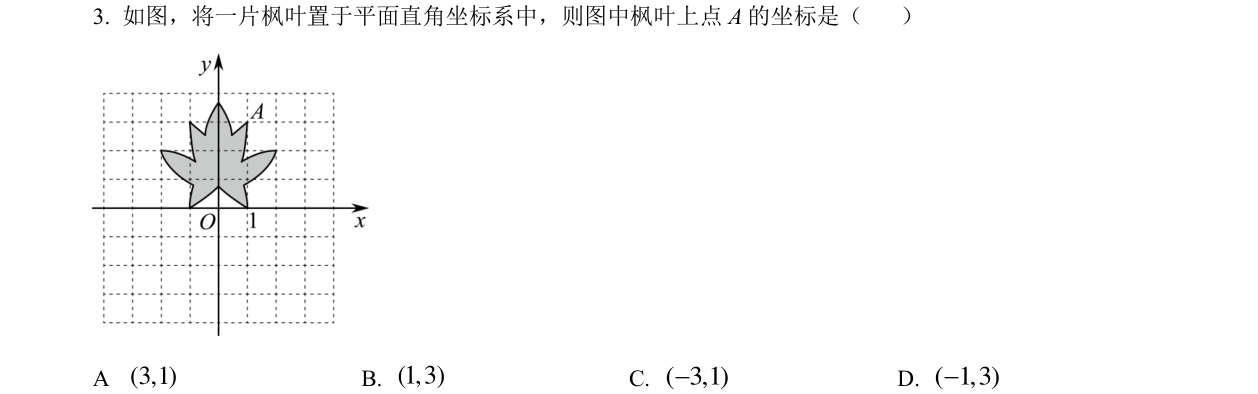 3. 如图，将一片枫叶置于平面直角坐标系中，则图中枫叶上点 A 的坐标是（　　）
y
A
O 1 x
A (3,1) B. (1,3) C. (−3,1) D. (−1,3)